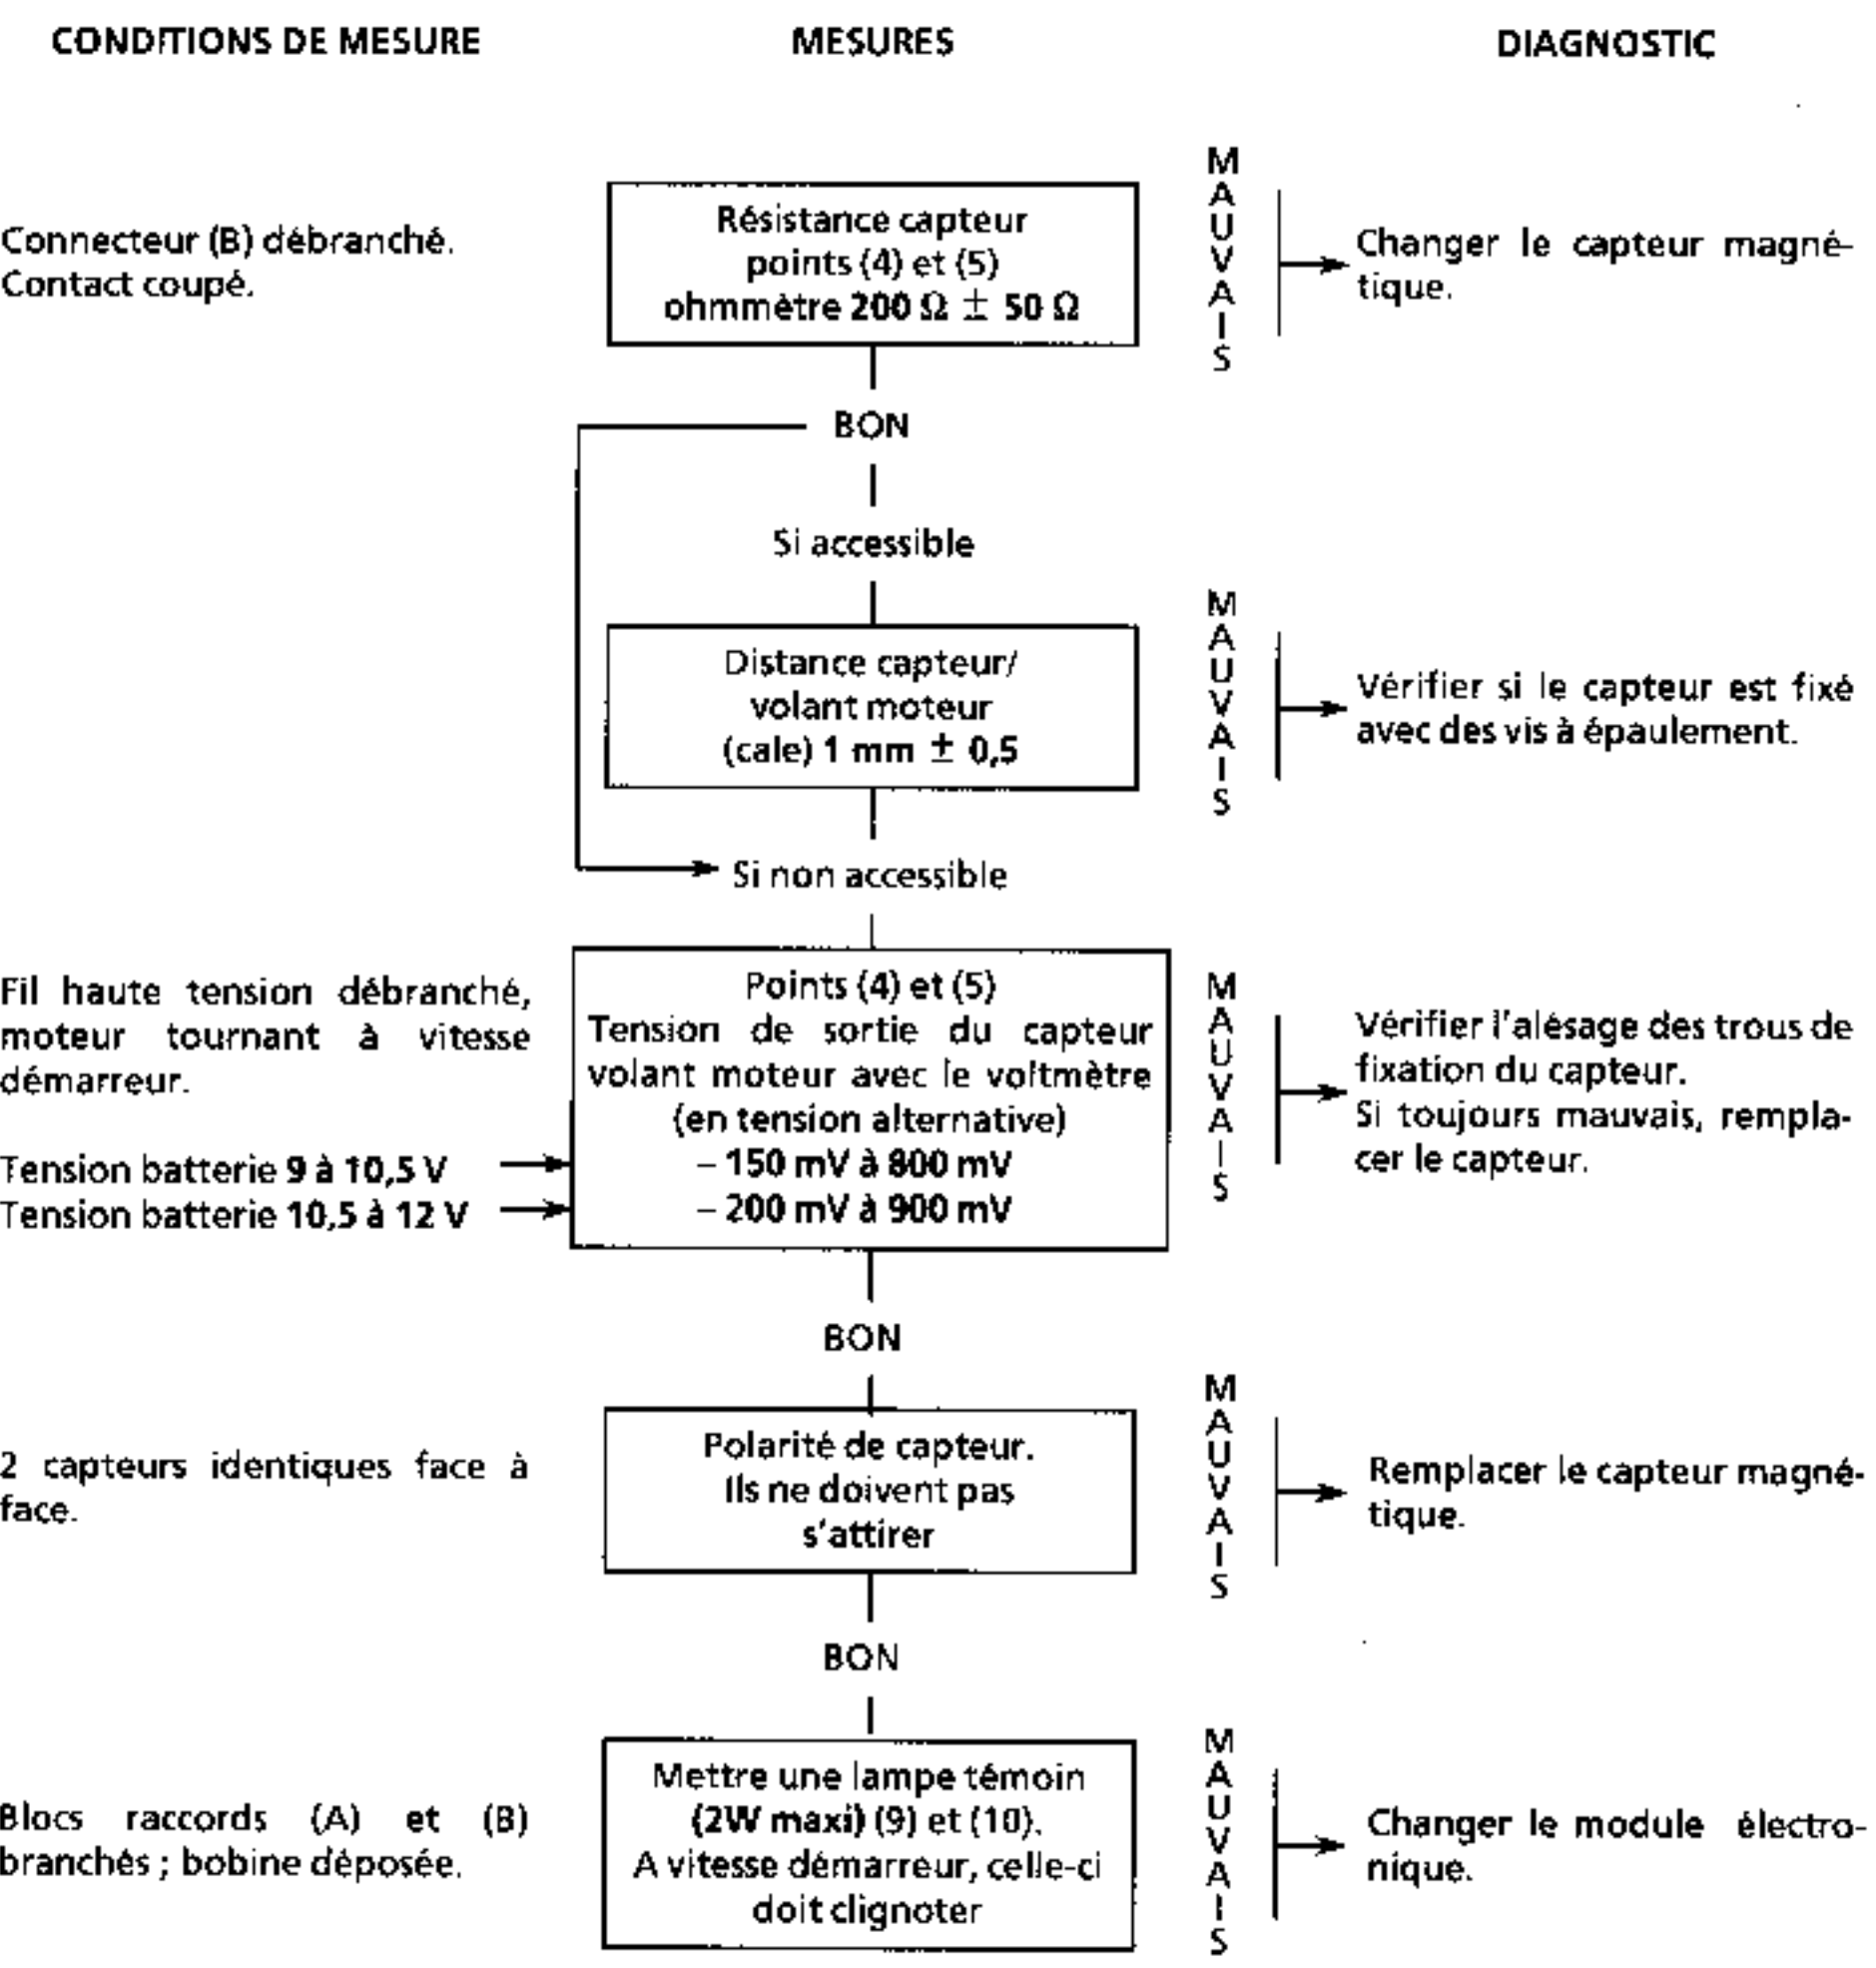 CONDITIONS DE MESURE
MESURES
DIAGNOSTIC
Connecteur (B) débranché.
Contact coupé.
Résistance capteur
points (4) et (5)
ohmmètre 200 Ω ± 50 Ω
MAUVAIS
Changer le capteur magné-
tique.
BON
Si accessible
Distance capteur/
volant moteur
(cale) 1 mm ± 0,5
MAUVAIS
Vérifier si le capteur est fixé
avec des vis à épaulement.
Si non accessible
Fil haute tension débranché,
moteur tournant à vitesse
démarreur.
Tension batterie 9 à 10,5 V
Tension batterie 10,5 à 12 V
Points (4) et (5)
Tension de sortie du capteur
volant moteur avec le voltmètre
(en tension alternative)
– 150 mV à 800 mV
– 200 mV à 900 mV
MAUVAIS
Vérifier l'alésage des trous de
fixation du capteur.
Si toujours mauvais, rempla-
cer le capteur.
BON
2 capteurs identiques face à
face.
Polarité de capteur.
Ils ne doivent pas
s'attirer
MAUVAIS
Remplacer le capteur magné-
tique.
BON
Blocs raccords (A) et (B)
branchés ; bobine déposée.
Mettre une lampe témoin
(2W maxi) (9) et (10).
A vitesse démarreur, celle-ci
doit clignoter
MAUVAIS
Changer le module électro-
nique.